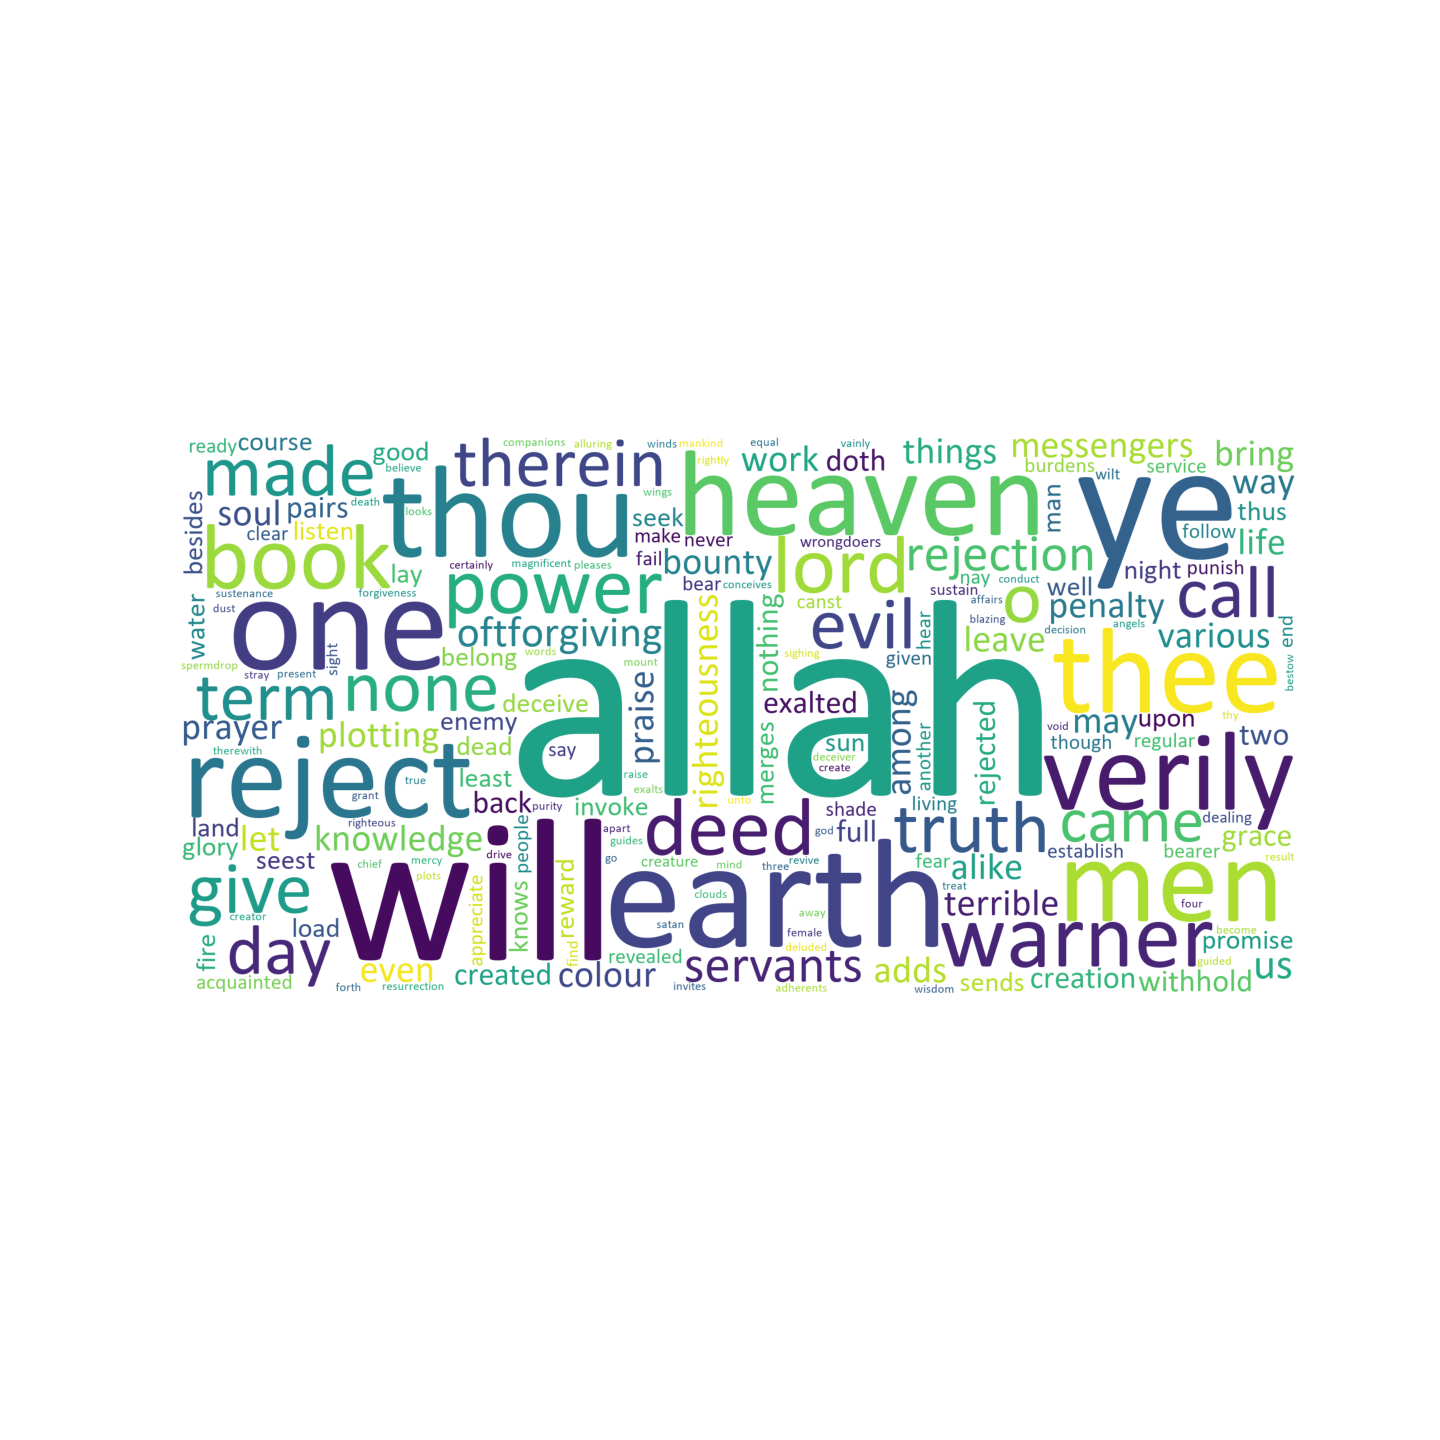 ready course good companions alluring winds mankind equal vainly things messengers bring
made believe therein rightly work doth burdens service
besides soul pairs death looks thou wings heaven man wilt ye way
clear listen seek make never wrongdoers follow thus
book lay certainly magnificent pleases fail bounty lord rejection night punish life
sustenance forgiveness power bear conceives nay conduct well call
water dust one oftforgiving righteousness nothing canst evil sustain o affairs penalty various end
spermdrop sight belong words mount sighing given hear blazing leave decision angels
stray present term none deceive allah praise exalted among thee bestow
prayer plotting enemy say merges sun another rejected void may upon thy
therewith dead deceiver though regular two
reject true least raise create verily
grant back purity invoke exalts unto shade living dealing
land let righteous knowledge people apart deed god full truth came grace
glory seest chief mercy drive guides go creature mind three revive fear alike establish bearer result
give plots will appreciate knows reward earth clouds treat terrible men four
creator load satan away female warner become
fire day even created find colour revealed deluded servants adds sends creation withhold promise guided us
acquainted forth resurrection invites adherents wisdom